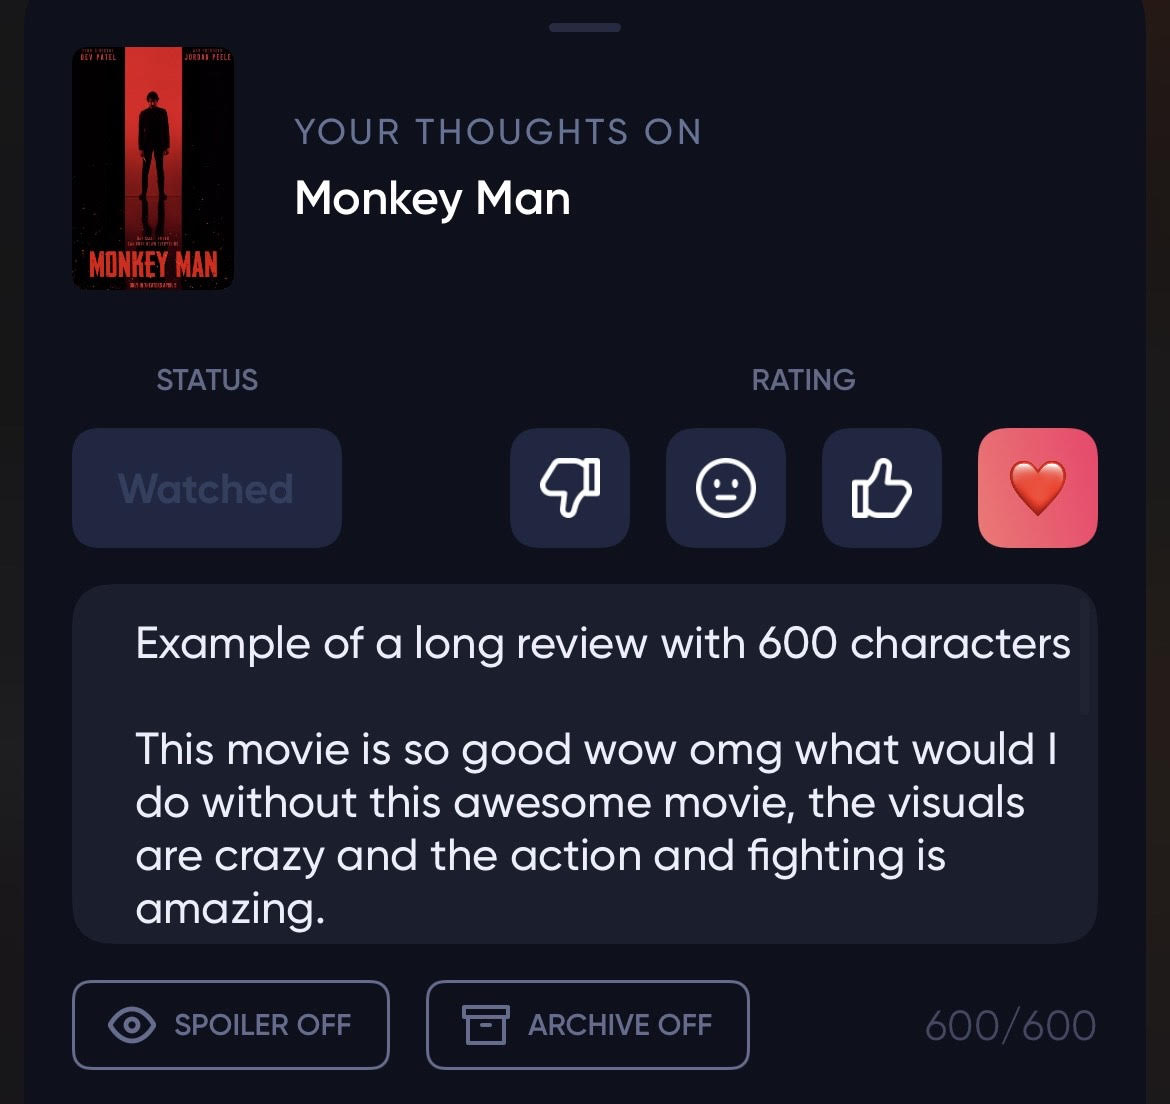 DEV PATEL
JORDAN PEELE
MONKEY MAN
YOUR THOUGHTS ON
Monkey Man
STATUS
RATING
Watched
Example of a long review with 600 characters
This movie is so good wow omg what would I
do without this awesome movie, the visuals
are crazy and the action and fighting is
amazing.
SPOILER OFF
ARCHIVE OFF
600/600